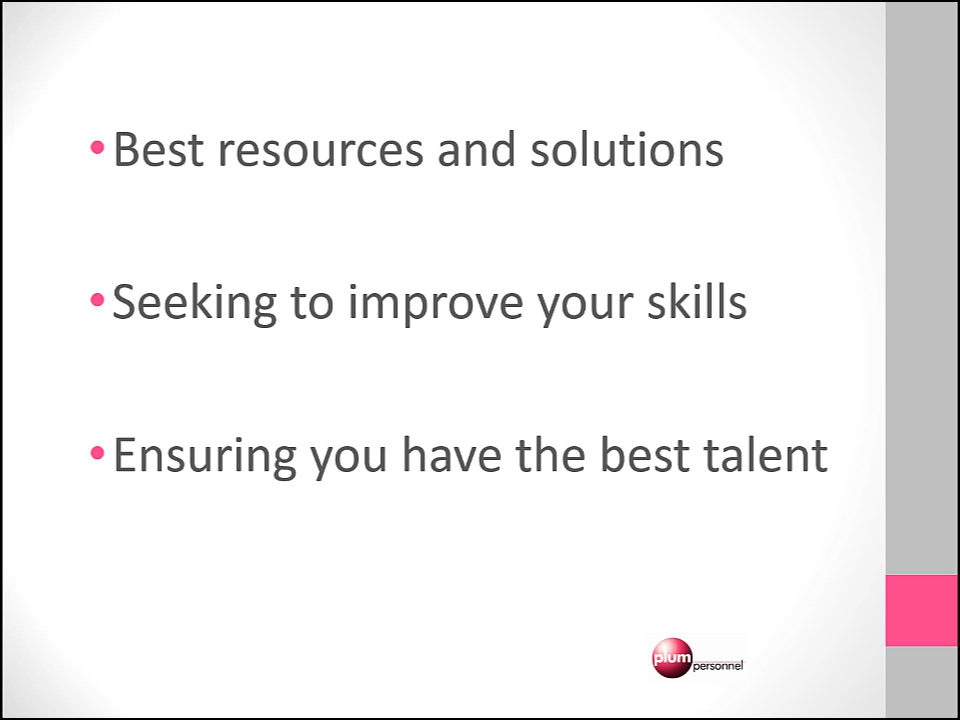 • Best resources and solutions
• Seeking to improve your skills
• Ensuring you have the best talent
plum
personnel